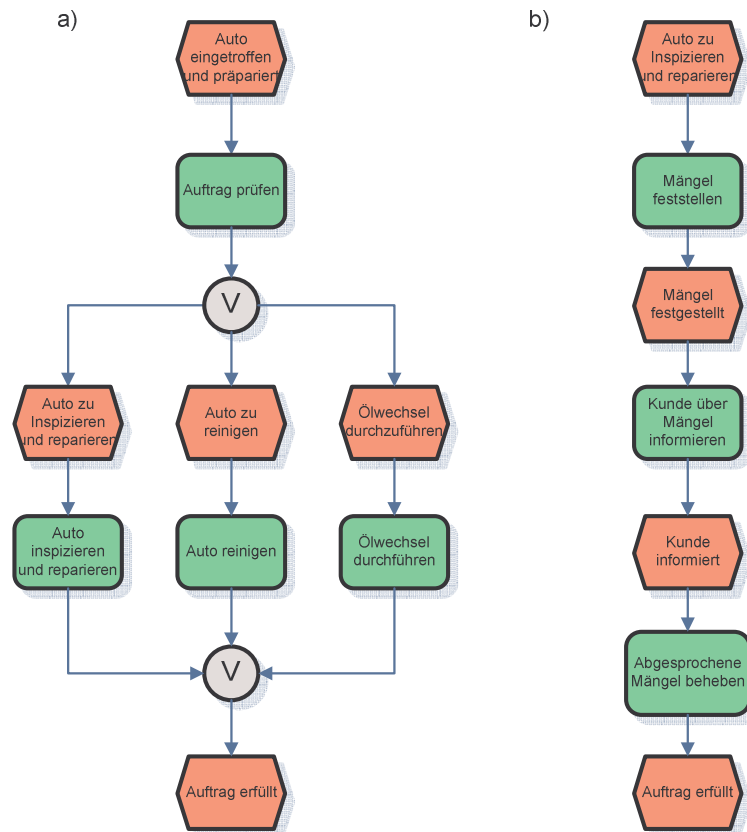 a)
Auto
eingetroffen
und präpariert
Auftrag prüfen
V
Auto zu
Inspizieren
und reparieren
Auto zu
reinigen
Ölwechsel
durchzuführen
Auto
inspizieren
und reparieren
Auto reinigen
Ölwechsel
durchführen
V
Auftrag erfüllt
b)
Auto zu
Inspizieren
und reparieren
Mängel
feststellen
Mängel
festgestellt
Kunde über
Mängel
informieren
Kunde
informiert
Abgesprochene
Mängel beheben
Auftrag erfüllt